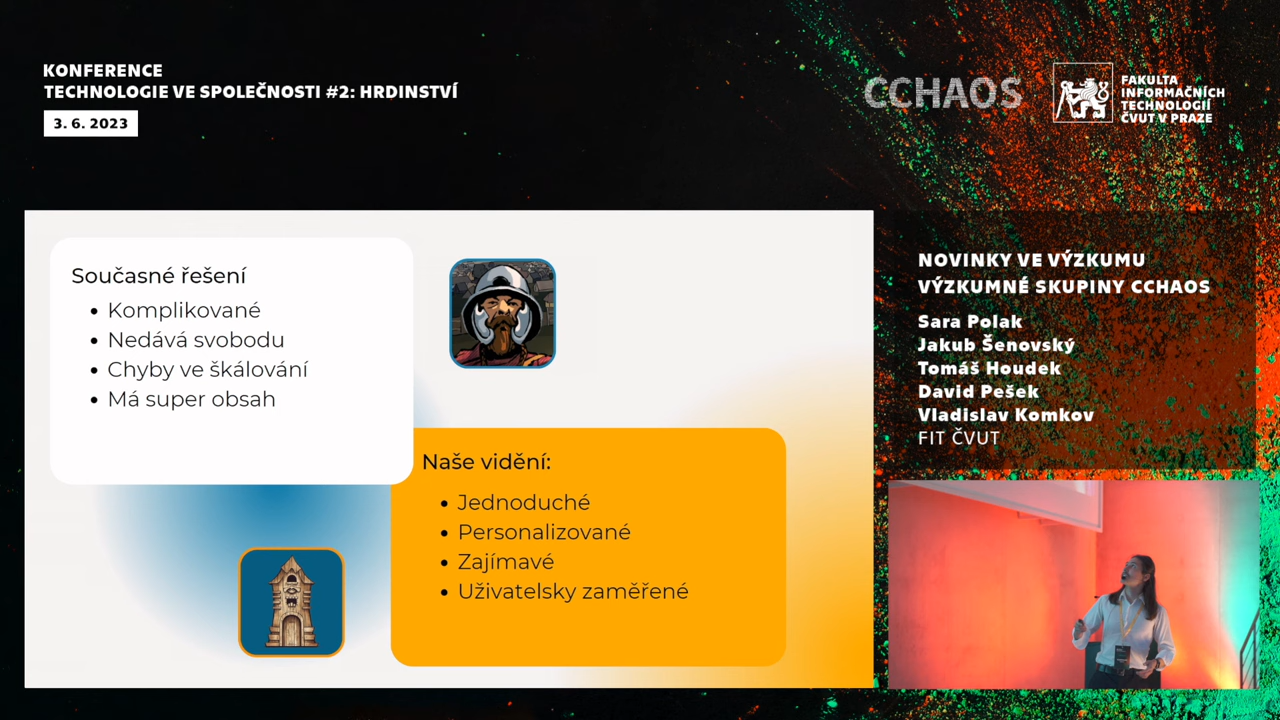 KONFERENCE
TECHNOLOGIE VE SPOLEČNOSTI #2: HRDINSTVÍ
3. 6. 2023
CCHAOS
FAKULTA
INFORMAČNÍCH
TECHNOLOGIÍ
ČVUT V PRAZE
Současné řešení
• Komplikované
• Nedává svobodu
• Chyby ve škálování
• Má super obsah
Naše vidění:
• Jednoduché
• Personalizované
• Zajímavé
• Uživatelsky zaměřené
NOVINKY VE VÝZKUMU
VÝZKUMNÉ SKUPINY CCHAOS
Sara Polak
Jakub Šenovský
Tomáš Houdek
David Pešek
Vladislav Komkov
FIT ČVUT